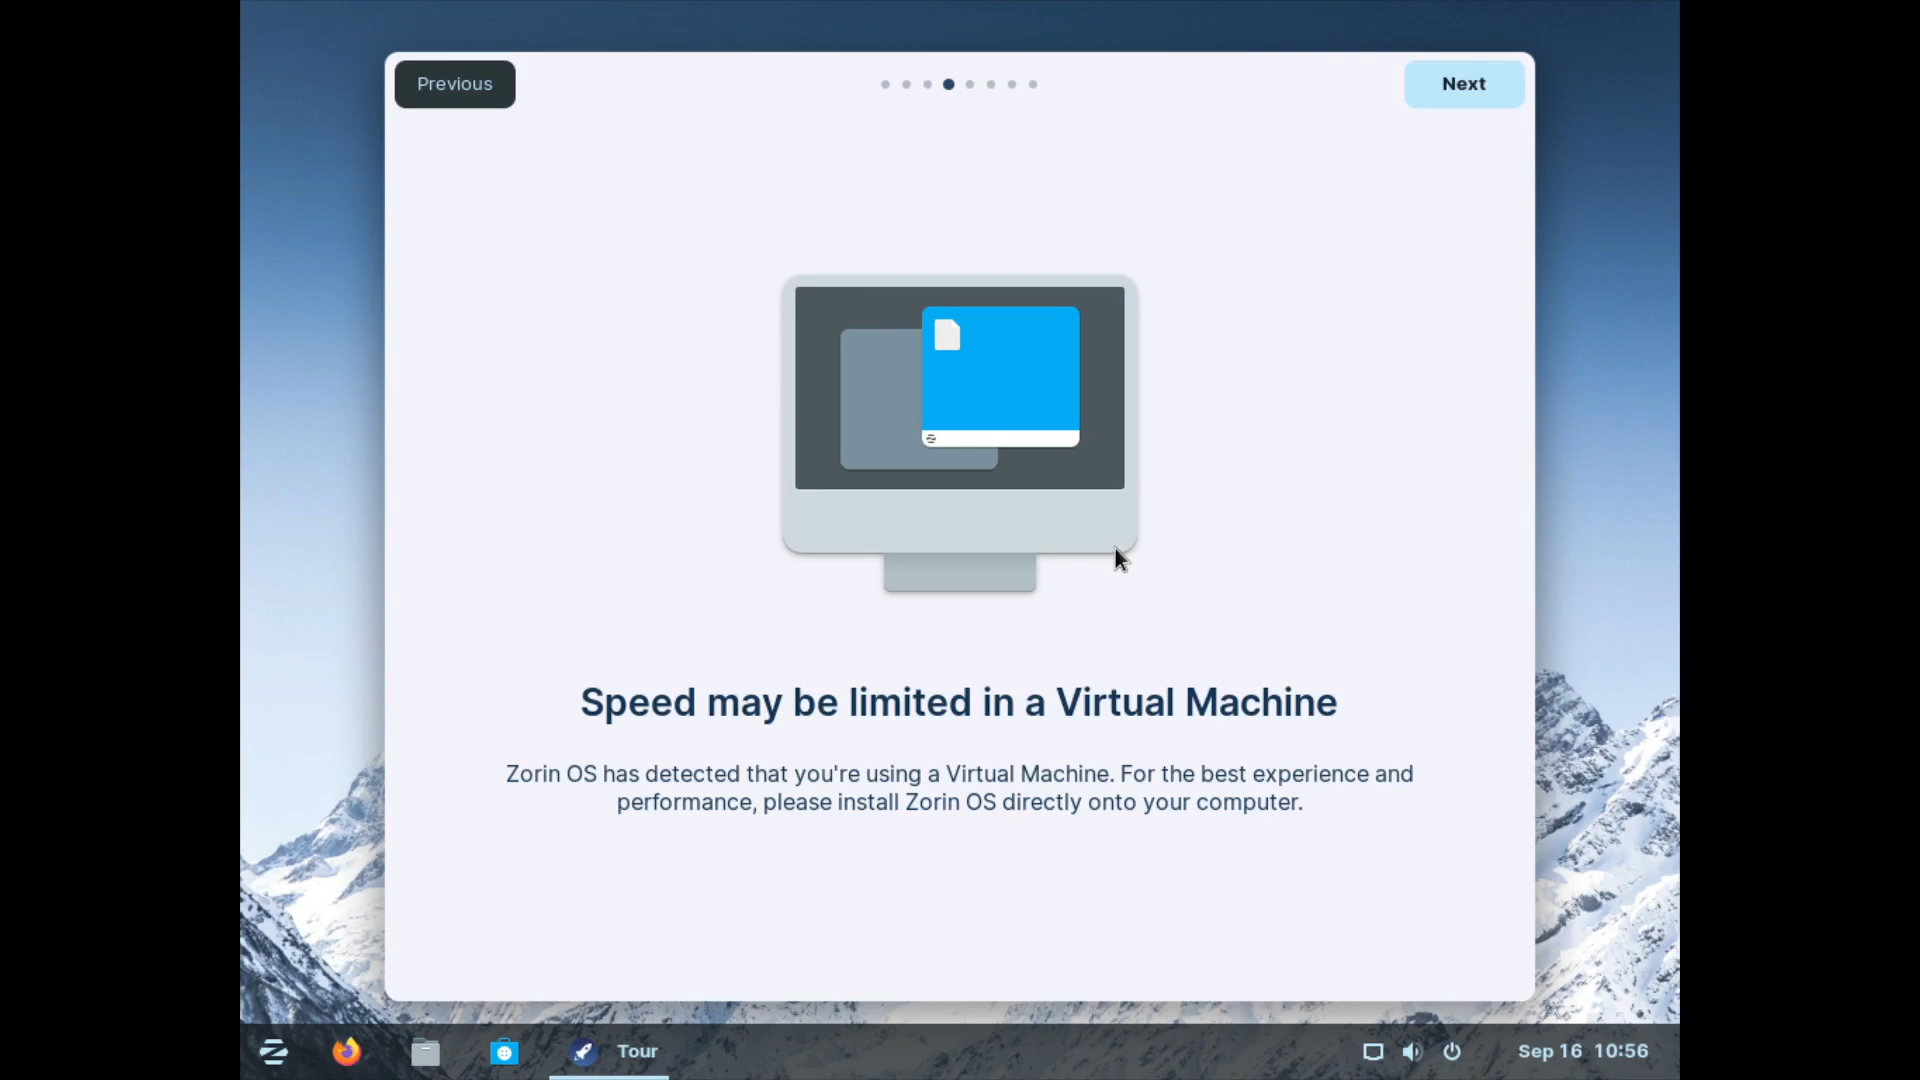 Previous
Next
Speed may be limited in a Virtual Machine
Zorin OS has detected that you're using a Virtual Machine. For the best experience and
performance, please install Zorin OS directly onto your computer.
Tour
Sep 16 10:56